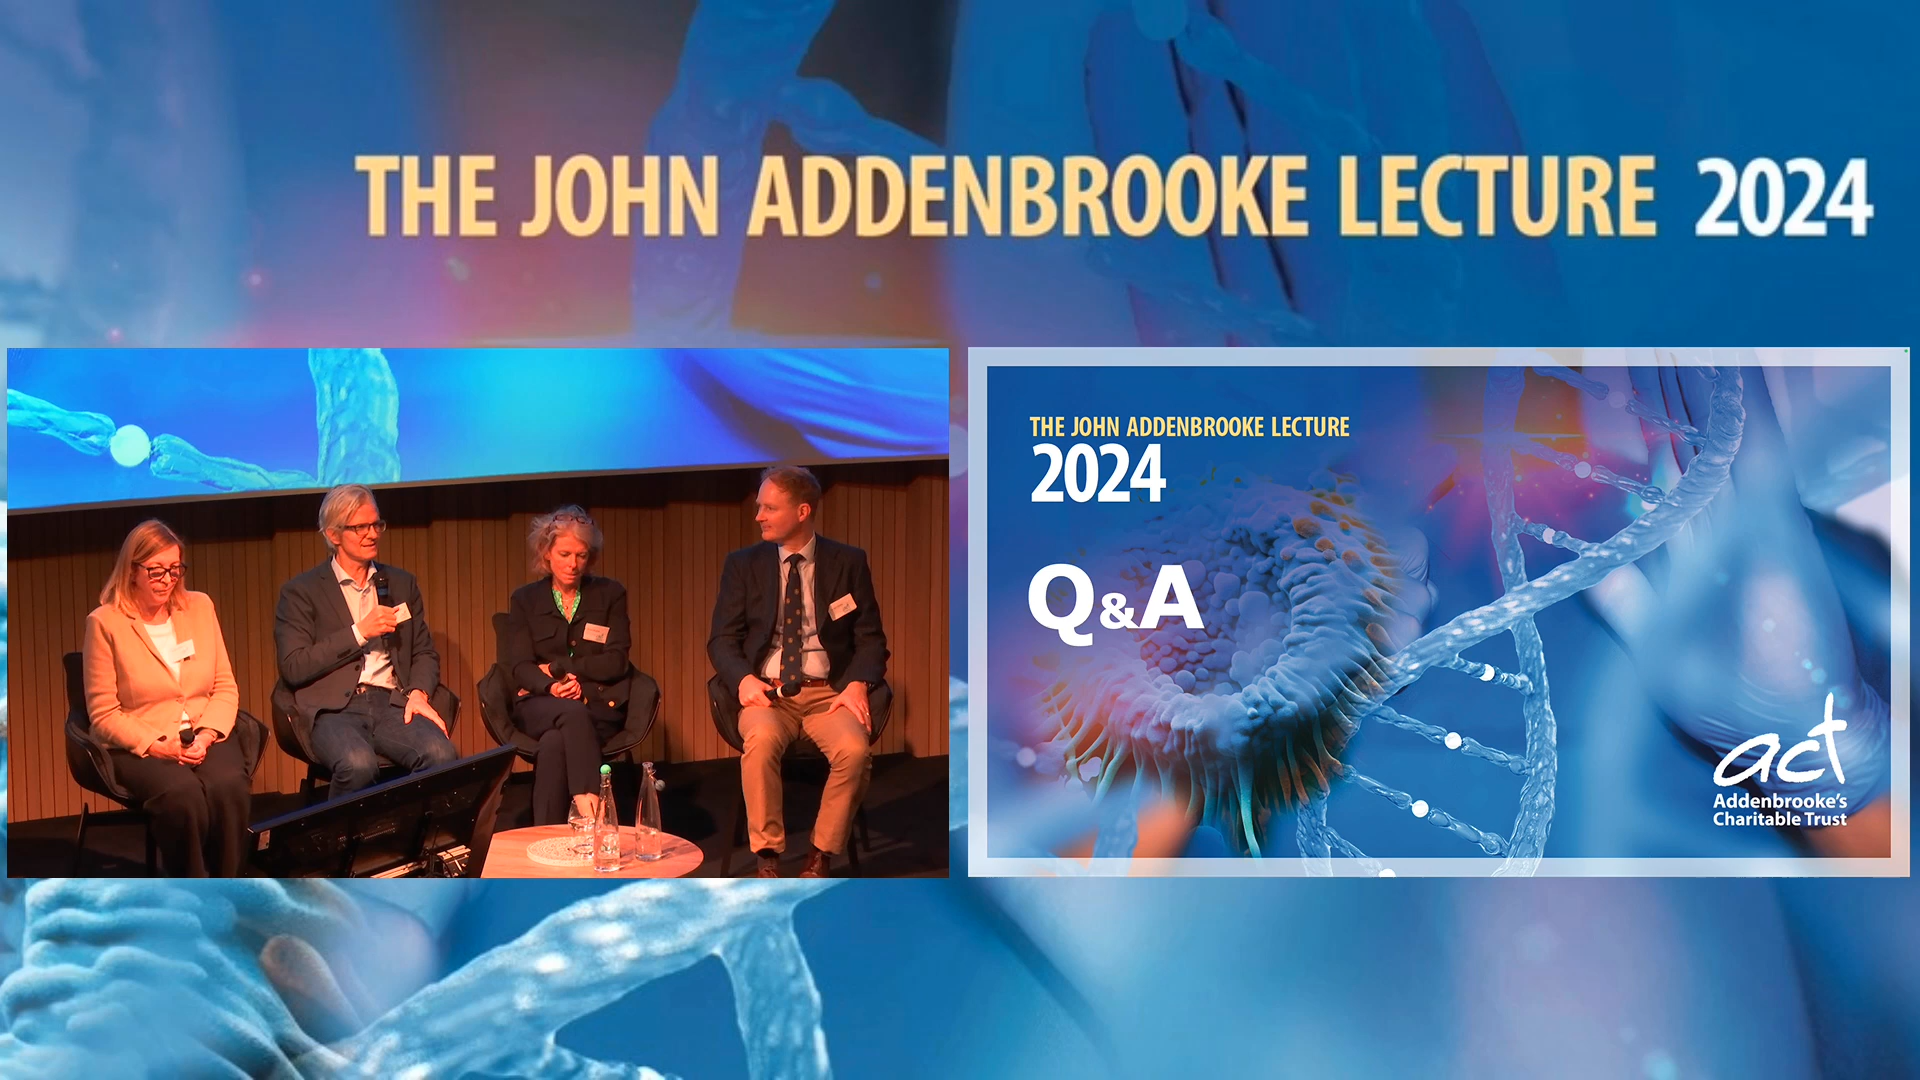 THE JOHN ADDENBROOKE LECTURE 2024
THE JOHN ADDENBROOKE LECTURE
2024
Q&A
act
Addenbrooke's
Charitable Trust